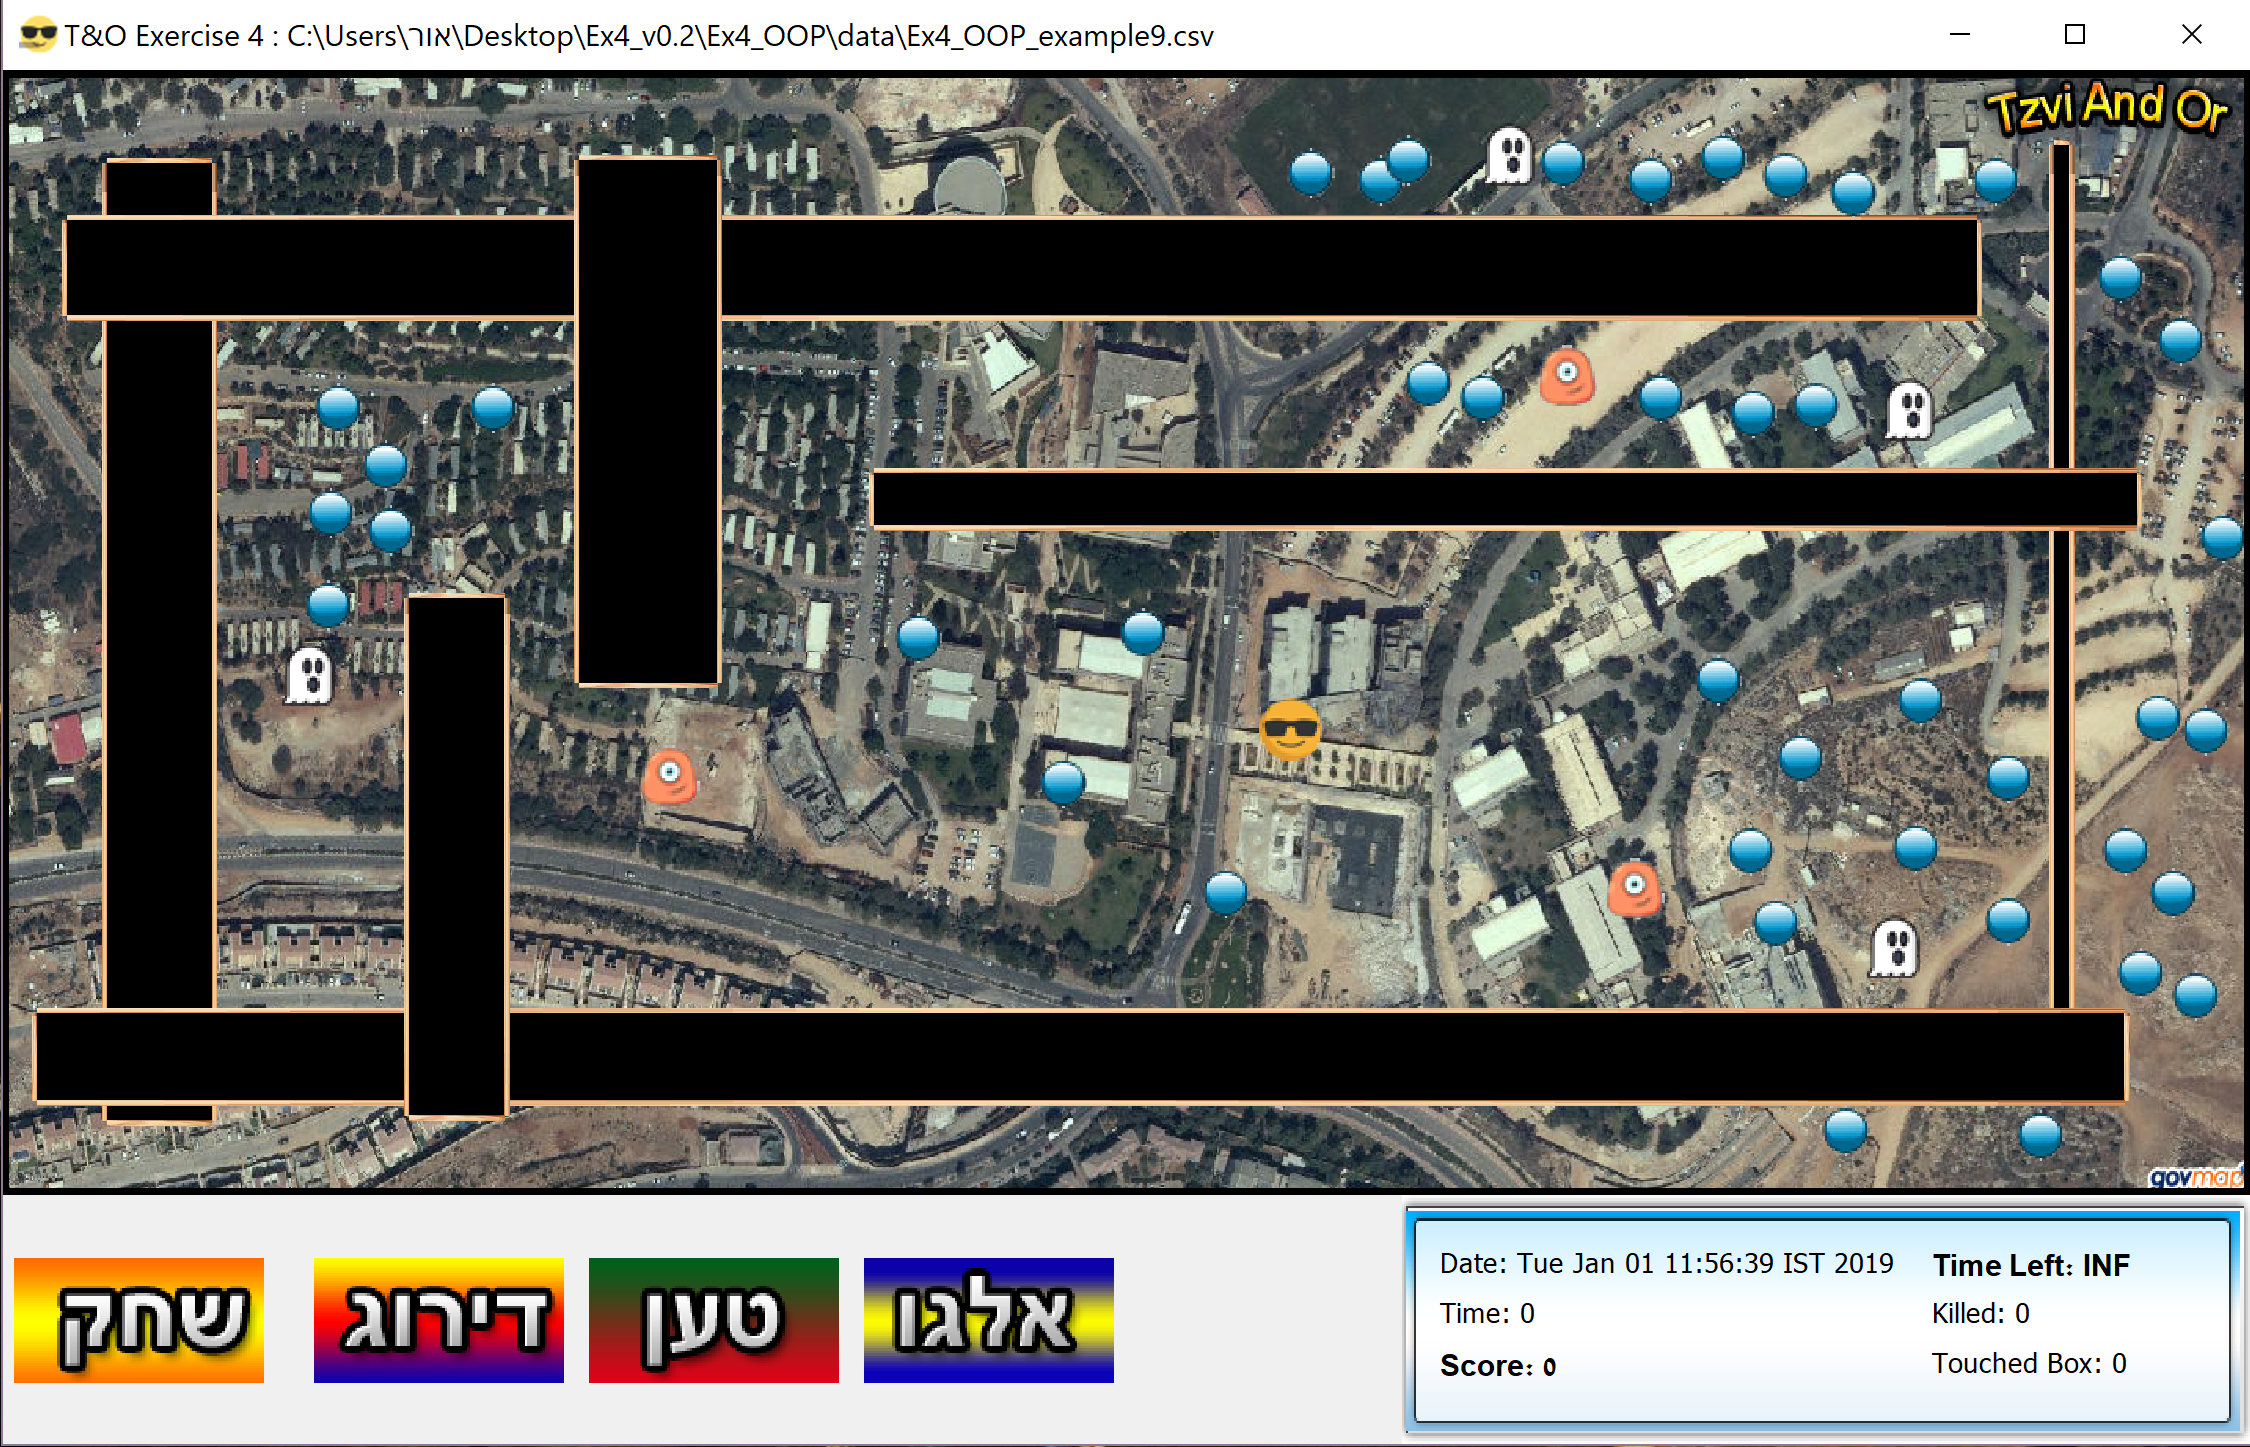 T&O Exercise 4 : C:\Users\אור\Desktop\Ex4_v0.2\Ex4_OOP\data\Ex4_OOP_example9.csv
Tzvi And Or
govmap
שחק
דירוג
טען
אלגו
Date: Tue Jan 01 11:56:39 IST 2019
Time Left: INF
Time: 0
Killed: 0
Score: 0
Touched Box: 0